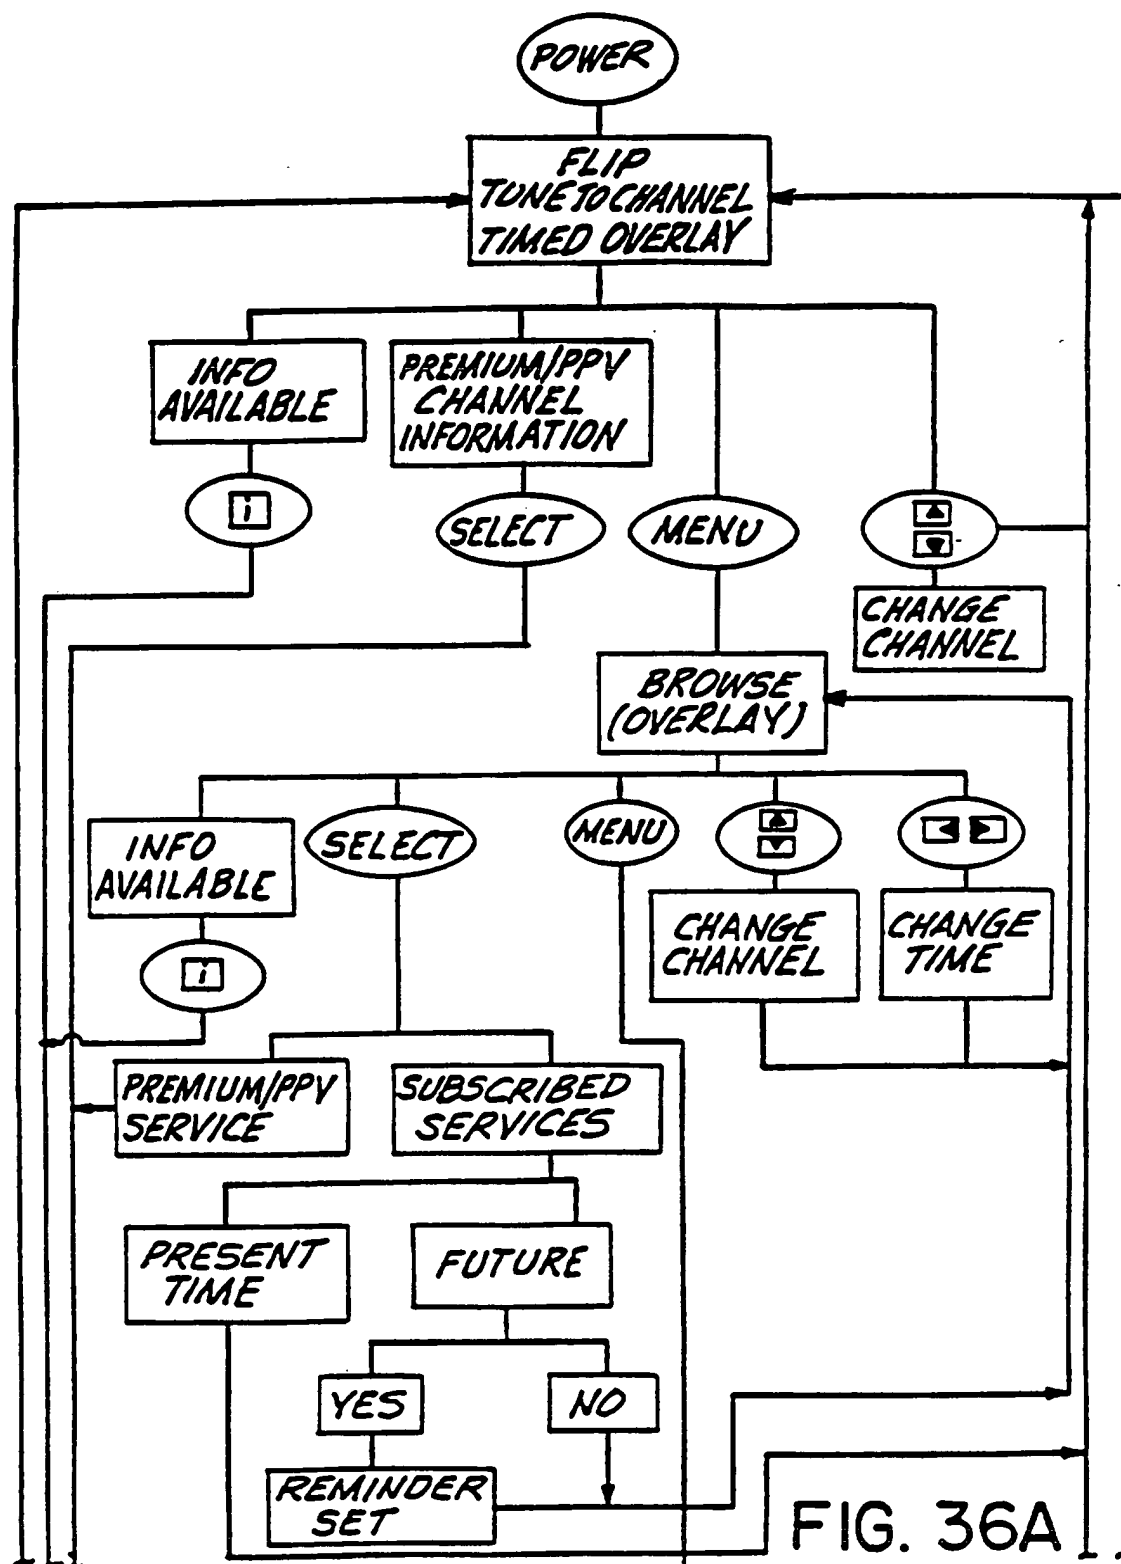 POWER
FLIP
TUNE TO CHANNEL
TIMED OVERLAY
INFO
AVAILABLE
PREMIUM/PPV
CHANNEL
INFORMATION
i
SELECT
MENU
CHANGE
CHANNEL
BROWSE
(OVERLAY)
INFO
AVAILABLE
SELECT
MENU
i
CHANGE
CHANNEL
CHANGE
TIME
PREMIUM/PPV
SERVICE
SUBSCRIBED
SERVICES
PRESENT
TIME
FUTURE
YES
NO
REMINDER
SET
FIG. 36A